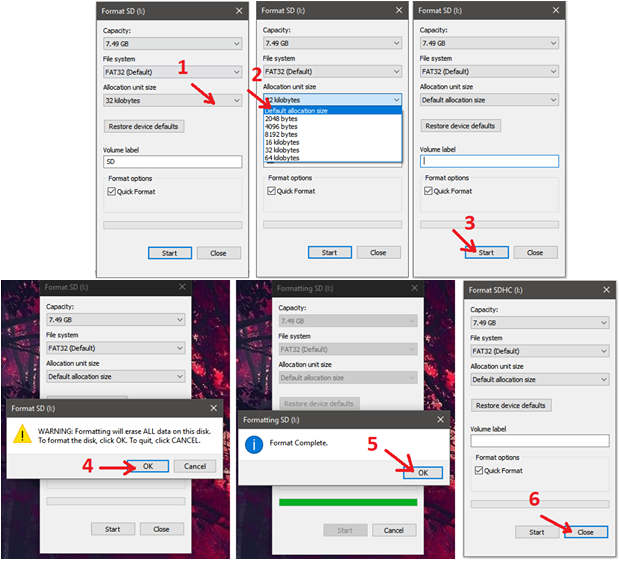 Format SD (I:)
Capacity:
7.49 GB
File system
FAT32 (Default)
Allocation unit size
32 kilobytes
Restore device defaults
Volume label
SD
Format options
Quick Format
Start Close
1
Format SD (I:)
Capacity:
7.49 GB
File system
FAT32 (Default)
Allocation unit size
32 kilobytes
Default allocation size
2048 bytes
4096 bytes
8192 bytes
16 kilobytes
32 kilobytes
64 kilobytes
Format options
Quick Format
Start Close
2
Format SD (I:)
Capacity:
7.49 GB
File system
FAT32 (Default)
Allocation unit size
Default allocation size
Restore device defaults
Volume label
Format options
Quick Format
3
Start Close
Format SD (I:)
Capacity:
7.49 GB
File system
FAT32 (Default)
Allocation unit size
Default allocation size
Format SD (I:)
WARNING: Formatting will erase ALL data on this disk.
To format the disk, click OK. To quit, click CANCEL.
4
OK Cancel
Start Close
Formatting SD (I:)
Capacity:
7.49 GB
File system
FAT32 (Default)
Allocation unit size
Default allocation size
Restore device defaults
Formatting SD (I:)
Format Complete.
5
OK
Start Cancel
Format SDHC (I:)
Capacity:
7.49 GB
File system
FAT32 (Default)
Allocation unit size
Default allocation size
Restore device defaults
Volume label
Format options
Quick Format
6
Start Close